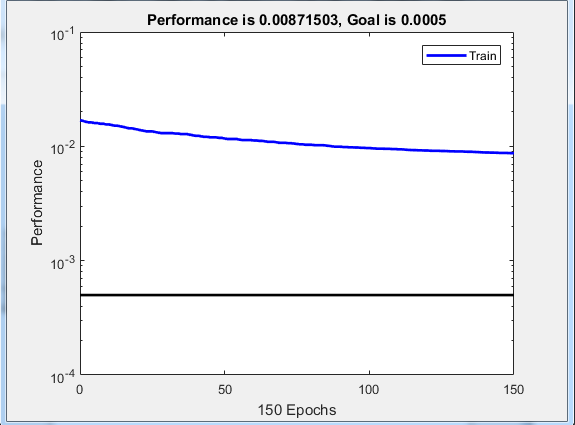 Performance is 0.00871503, Goal is 0.0005
10-1
Train
10-2
Performance
10-3
10-4
0 50 100 150
150 Epochs